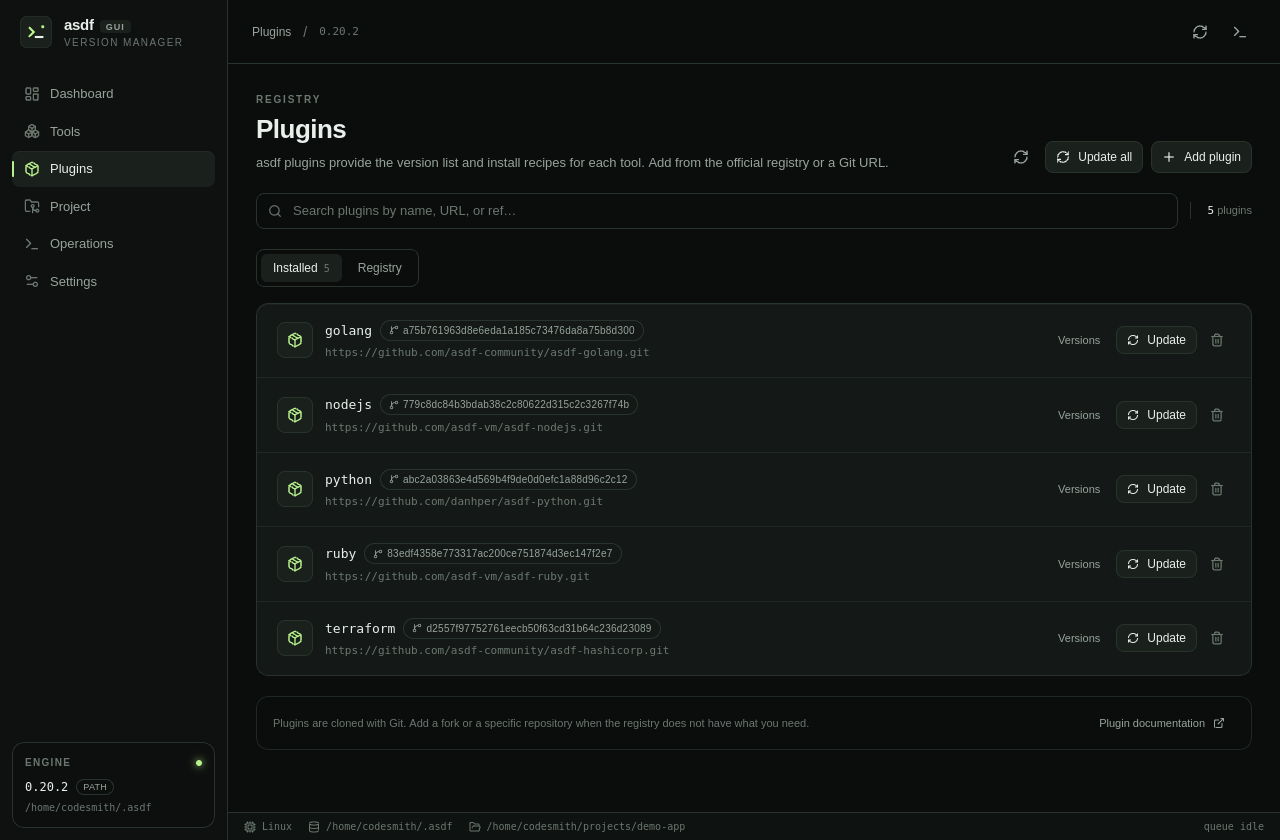 asdf GUI
VERSION MANAGER
Dashboard
Tools
Plugins
Project
Operations
Settings
ENGINE
0.20.2 PATH
/home/codesmith/.asdf
Plugins / 0.20.2
REGISTRY
Plugins
asdf plugins provide the version list and install recipes for each tool. Add from the official registry or a Git URL.
Update all
Add plugin
Search plugins by name, URL, or ref…
5 plugins
Installed 5
Registry
golang a75b761963d8e6eda1a185c73476da8a75b8d300
https://github.com/asdf-community/asdf-golang.git
Versions Update
nodejs 779c8dc84b3bdab38c2c80622d315c2c3267f74b
https://github.com/asdf-vm/asdf-nodejs.git
Versions Update
python abc2a03863e4d569b4f9de0d0efc1a88d96c2c12
https://github.com/danhper/asdf-python.git
Versions Update
ruby 83edf4358e773317ac200ce751874d3ec147f2e7
https://github.com/asdf-vm/asdf-ruby.git
Versions Update
terraform d2557f97752761eecb50f63cd31b64c236d23089
https://github.com/asdf-community/asdf-hashicorp.git
Versions Update
Plugins are cloned with Git. Add a fork or a specific repository when the registry does not have what you need.
Plugin documentation
Linux /home/codesmith/.asdf /home/codesmith/projects/demo-app
queue idle